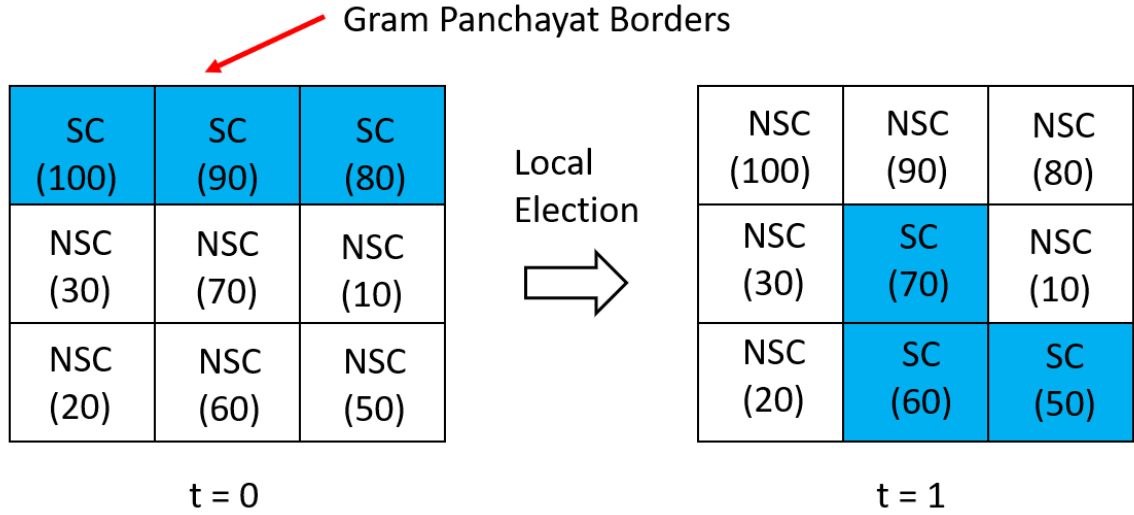 Gram Panchayat Borders
SC SC SC
(100) (90) (80)
NSC NSC NSC
(30) (70) (10)
NSC NSC NSC
(20) (60) (50)
t = 0
Local
Election
NSC NSC NSC
(100) (90) (80)
NSC SC NSC
(30) (70) (10)
NSC SC SC
(20) (60) (50)
t = 1